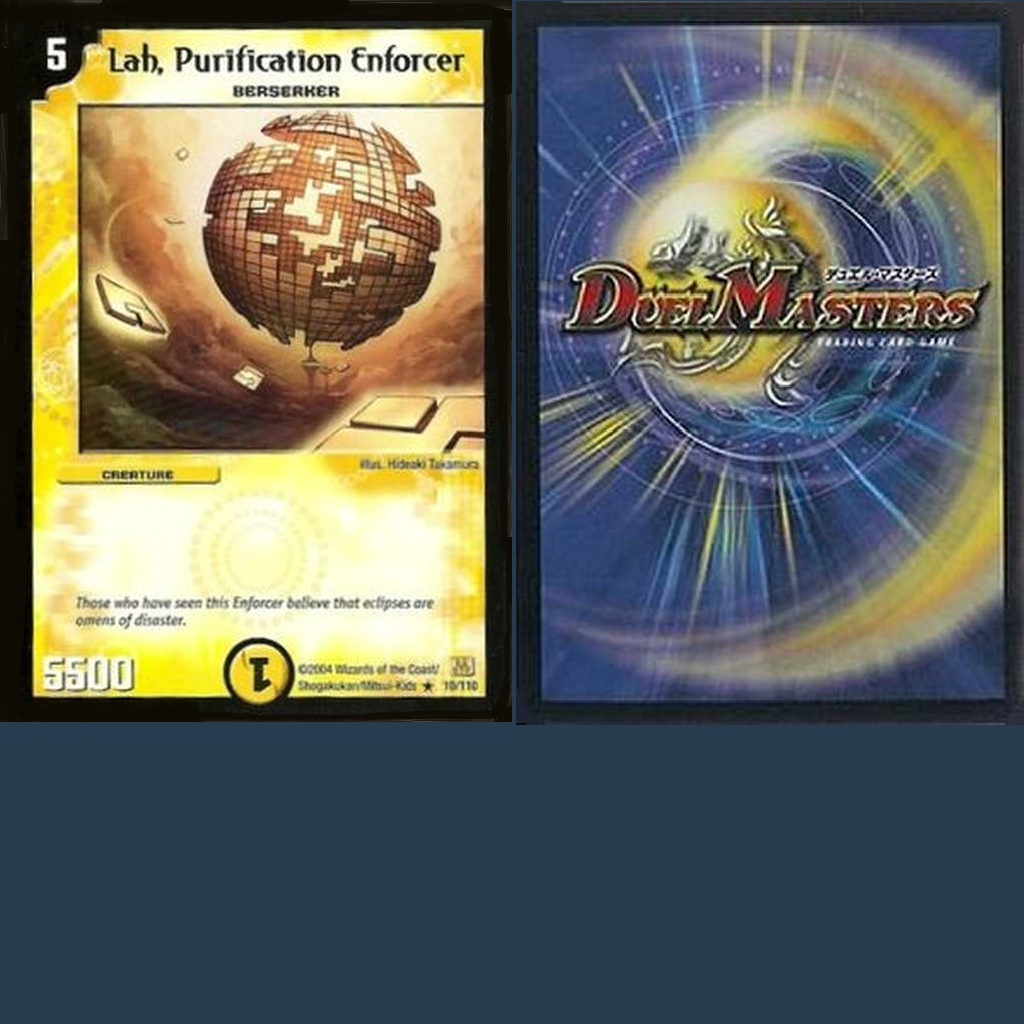 5
Lah, Purification Enforcer
BERSERKER
CREATURE
illus. Hideaki Takamura
Those who have seen this Enforcer believe that eclipses are
omens of disaster.
5500
1
©2004 Wizards of the Coast/
Shogakukan/Mitsui-Kids ★ 10/110
デュエル・マスターズ
DUEL MASTERS
TRADING CARD GAME